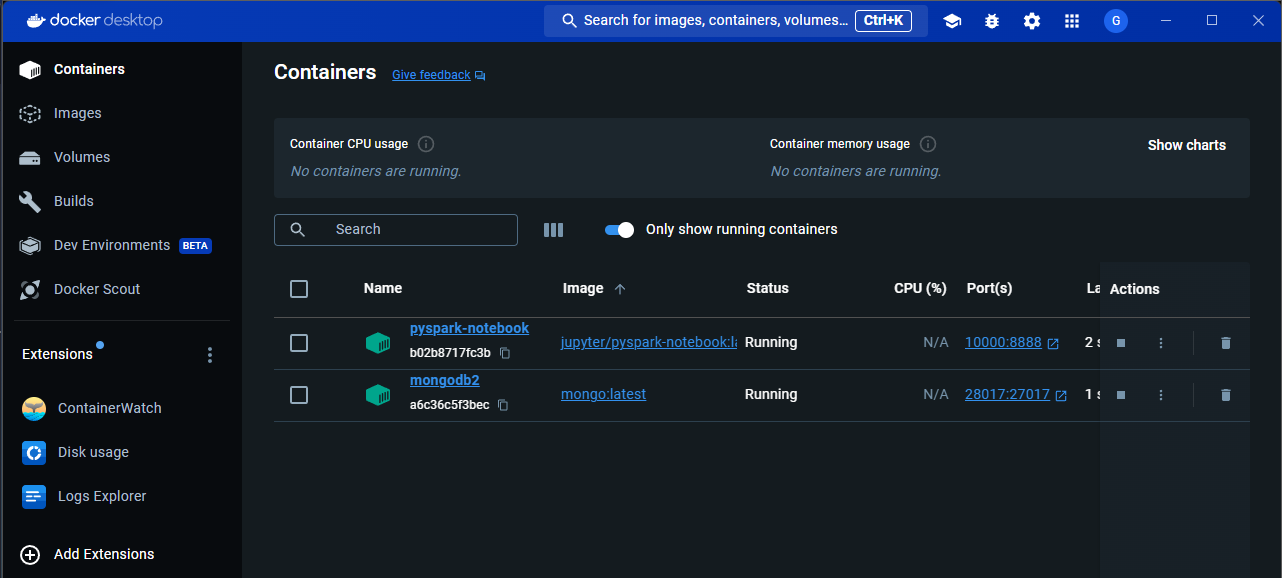 docker desktop
Search for images, containers, volumes... Ctrl+K
G
Containers
Images
Volumes
Builds
Dev Environments BETA
Docker Scout
Extensions
ContainerWatch
Disk usage
Logs Explorer
Add Extensions
Containers Give feedback
Container CPU usage
No containers are running.
Container memory usage
No containers are running.
Show charts
Search
Only show running containers
Name Image Status CPU (%) Port(s) La Actions
pyspark-notebook
b02b8717fc3b
jupyter/pyspark-notebook:la Running N/A 10000:8888 2 s
mongodb2
a6c36c5f3bec
mongo:latest Running N/A 28017:27017 1 s